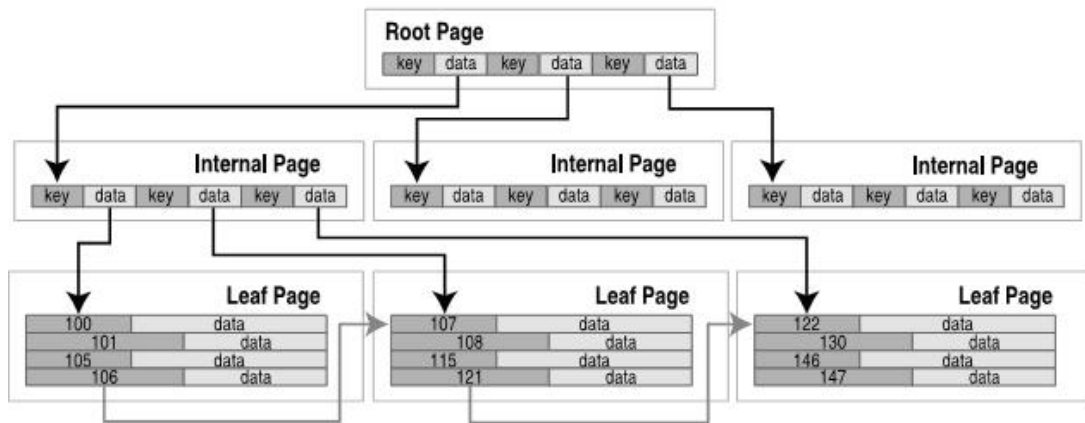 Root Page
key data key data key data
Internal Page
key data key data key data
Internal Page
key data key data key data
Internal Page
key data key data key data
Leaf Page
100 data
101 data
105 data
106 data
Leaf Page
107 data
108 data
115 data
121 data
Leaf Page
122 data
130 data
146 data
147 data